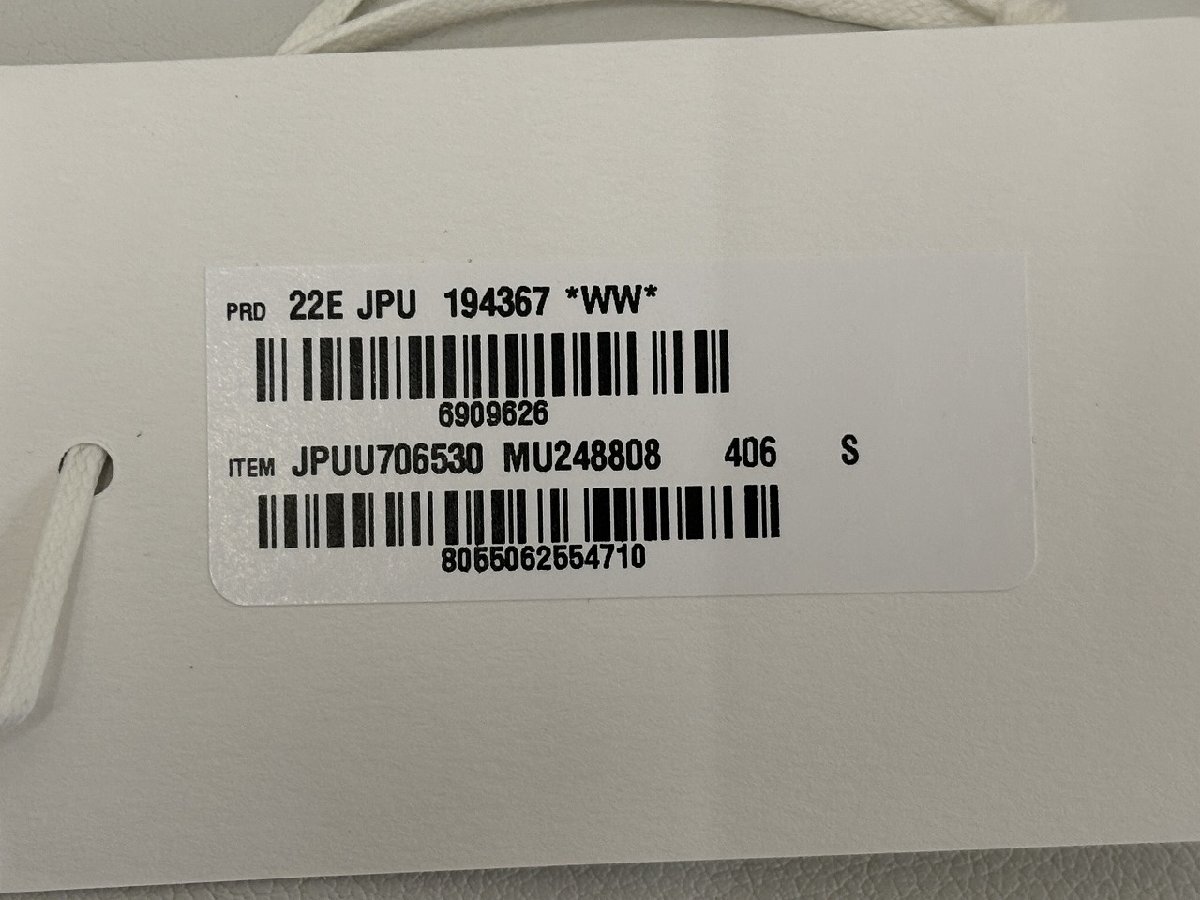 PRD 22E JPU 194367 *WW*
6909626
ITEM JPUU706530 MU248808 406 S
8055062554710